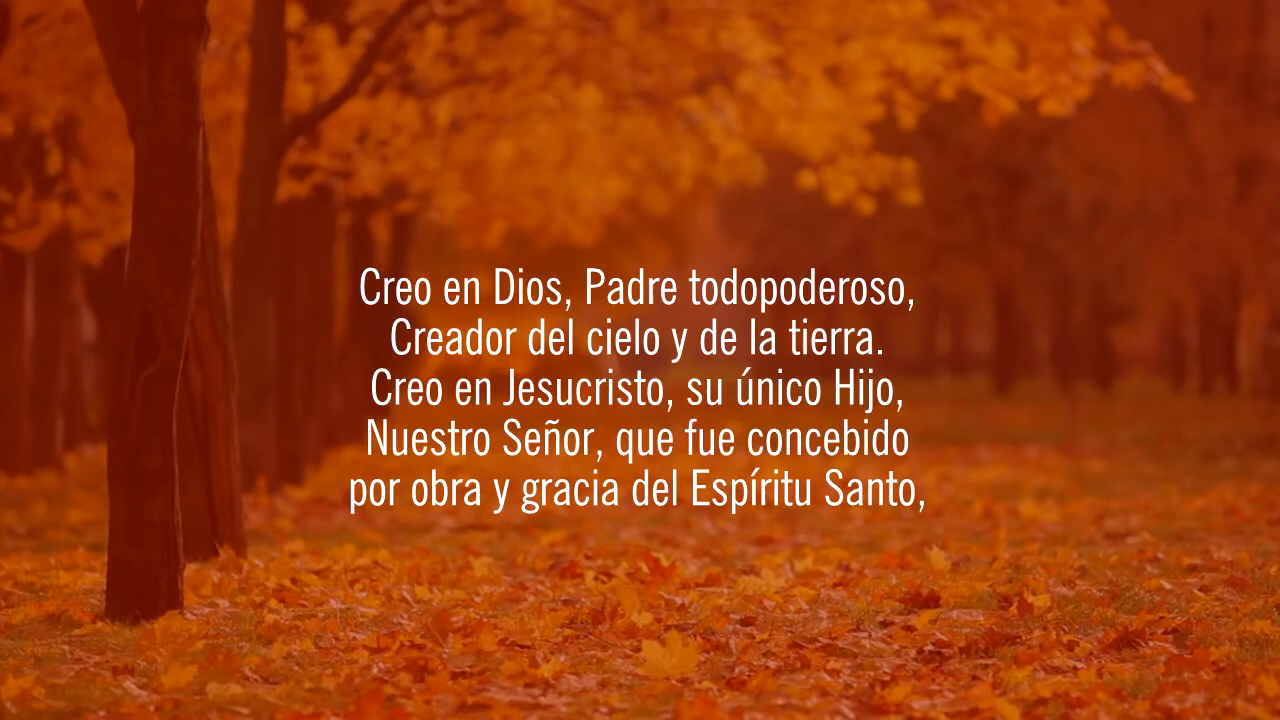 Creo en Dios, Padre todopoderoso,
Creador del cielo y de la tierra.
Creo en Jesucristo, su único Hijo,
Nuestro Señor, que fue concebido
por obra y gracia del Espíritu Santo,